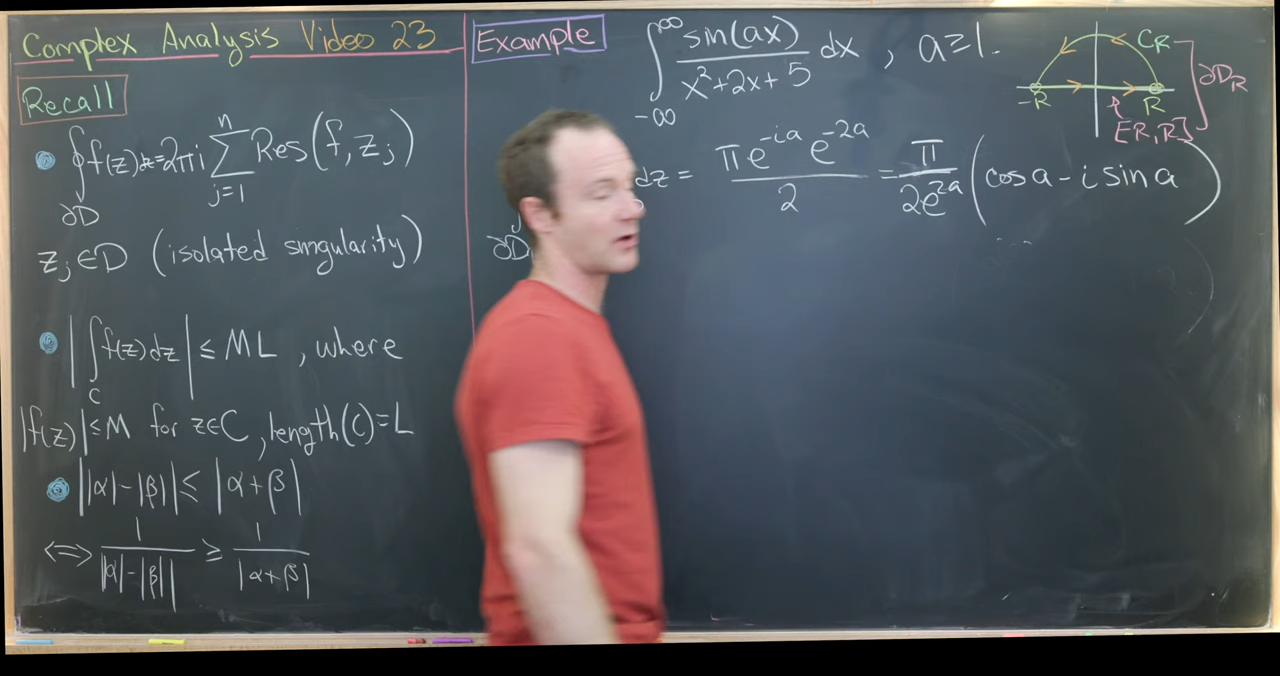 Complex Analysis Video 23
Recall
∮_{∂D} f(z)dz = 2πi ∑_{j=1}^{n} Res(f, z_j)
z_j ∈ D (isolated singularity)
|∫_C f(z)dz| ≤ ML , where
|f(z)| ≤ M for z∈C, length(C)=L
||α|-|β|| ≤ |α+β|
⟺ 1/||α|-|β|| ≥ 1/|α+β|
Example
∫_{-∞}^{∞} sin(ax)/(x²+2x+5) dx , a≥1.
C_R
-R
R
[R,R]
∂D_R
∂D
dz = πe^{-ia}e^{-2a}/2 = π/2e^{2a} (cos a - i sin a)